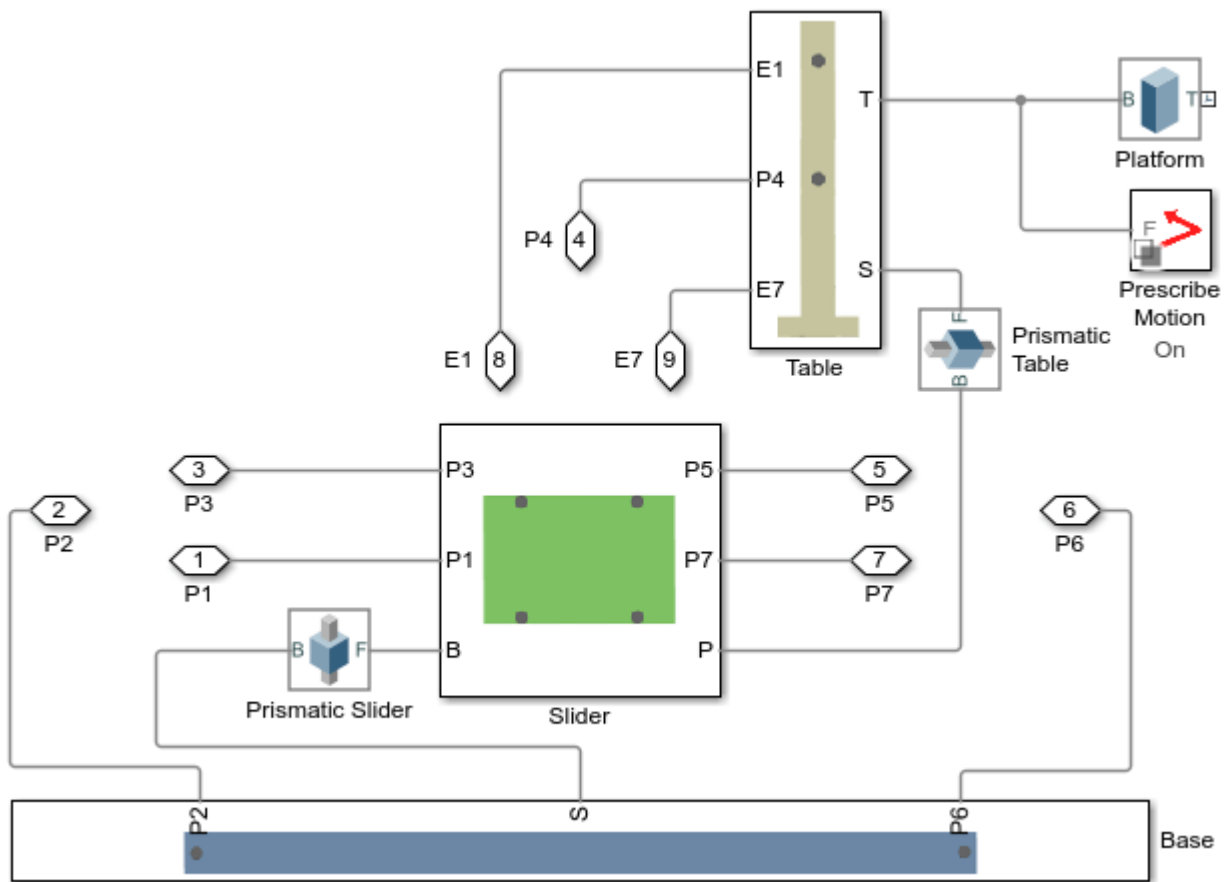 E1
T
B
T
Platform
P4
P4
4
F
S
E7
Prescribe
Motion
On
F
B
Prismatic
Table
E1
8
E7
9
Table
3
P3
P3
P5
5
P5
2
P2
6
P6
1
P1
P1
P7
7
P7
B
F
B
P
Prismatic Slider
Slider
P2
S
P6
Base